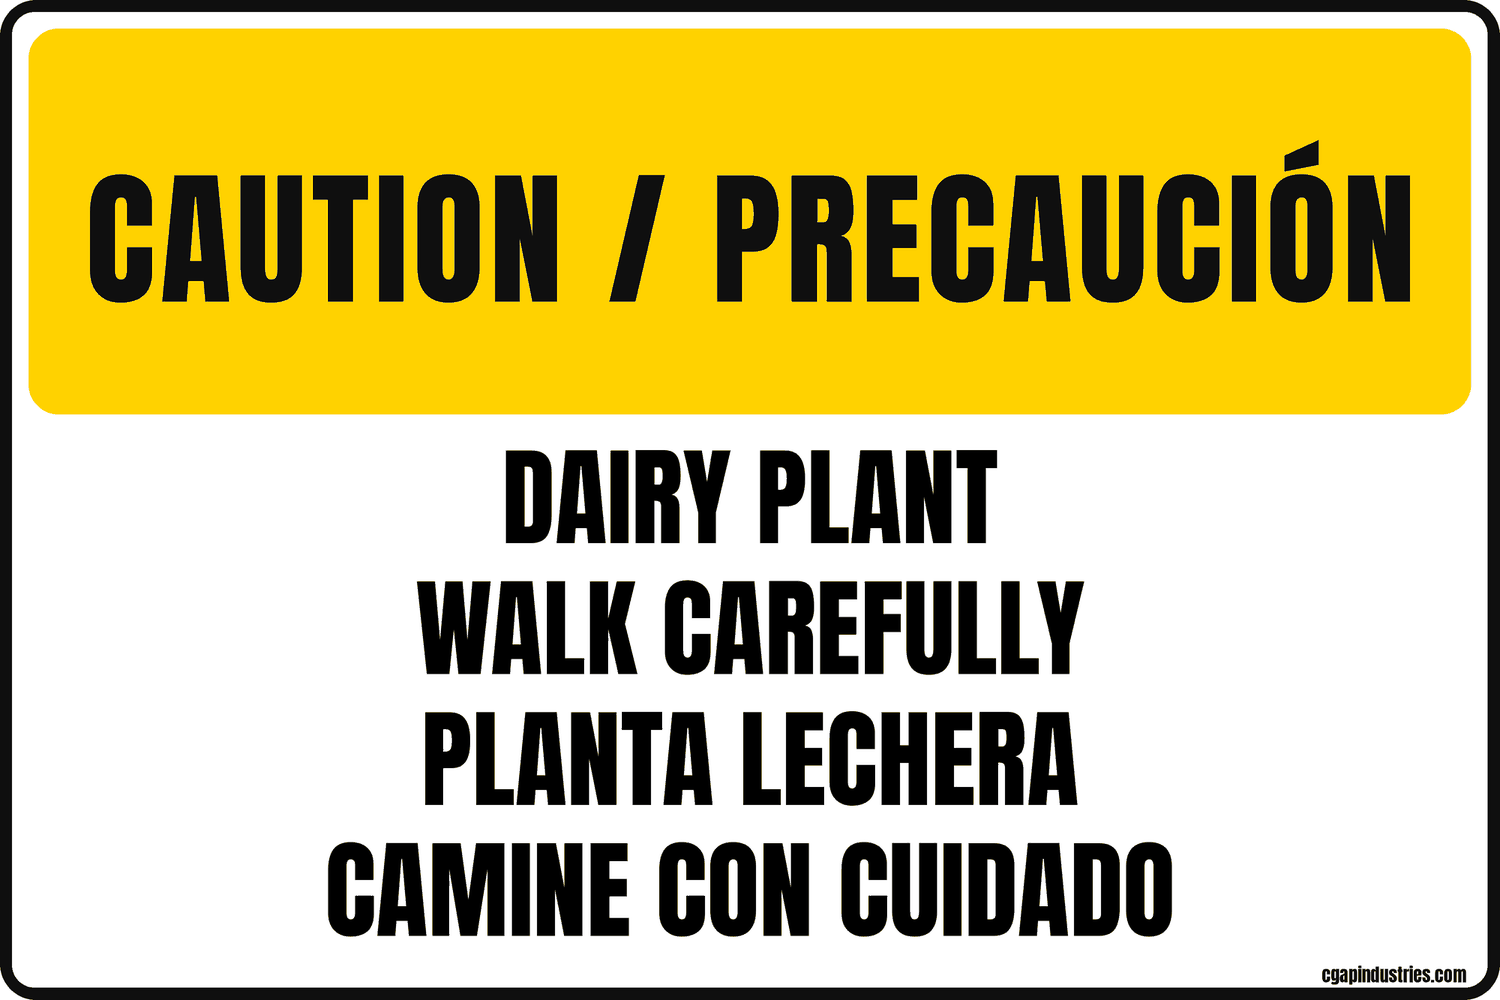 CAUTION / PRECAUCIÓN
DAIRY PLANT
WALK CAREFULLY
PLANTA LECHERA
CAMINE CON CUIDADO
cgapindustries.com